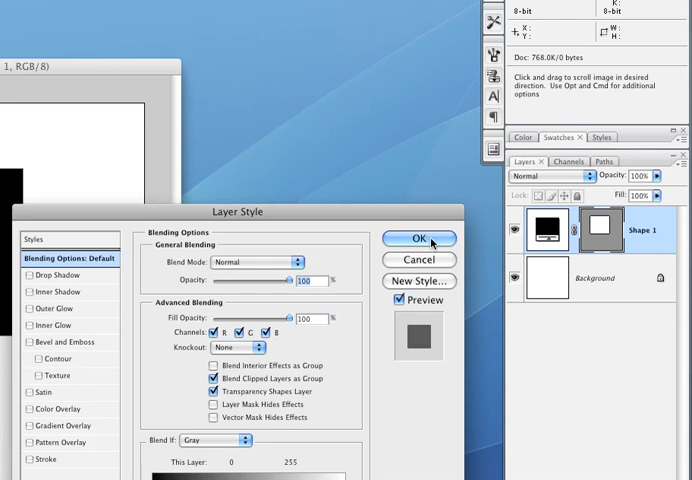 K:
8-bit
8-bit
X:
Y:
W:
H:
Doc: 768.0K/0 bytes
Click and drag to scroll image in desired
direction. Use Opt and Cmd for additional
options
1, RGB/8)
Color
Swatches ×
Styles
Layers ×
Channels
Paths
Normal
Opacity: 100%
Lock:
Fill: 100%
Shape 1
Background
Layer Style
Styles
Blending Options: Default
Drop Shadow
Inner Shadow
Outer Glow
Inner Glow
Bevel and Emboss
Contour
Texture
Satin
Color Overlay
Gradient Overlay
Pattern Overlay
Stroke
Blending Options
General Blending
Blend Mode: Normal
Opacity: 100 %
Advanced Blending
Fill Opacity: 100 %
Channels: R G B
Knockout: None
Blend Interior Effects as Group
Blend Clipped Layers as Group
Transparency Shapes Layer
Layer Mask Hides Effects
Vector Mask Hides Effects
Blend If: Gray
This Layer: 0 255
OK
Cancel
New Style...
Preview